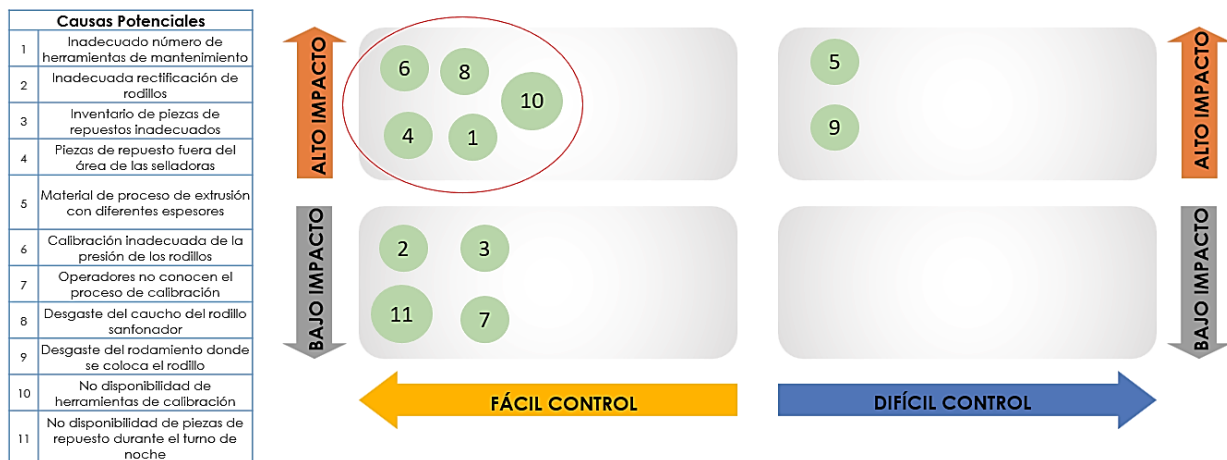 Causas Potenciales
1
Inadecuado número de
herramientas de mantenimiento
2
Inadecuada rectificación de
rodillos
3
Inventario de piezas de
repuestos inadecuados
4
Piezas de repuesto fuera del
área de las selladoras
5
Material de proceso de extrusión
con diferentes espesores
6
Calibración inadecuada de la
presión de los rodillos
7
Operadores no conocen el
proceso de calibración
8
Desgaste del caucho del rodillo
sanfonador
9
Desgaste del rodamiento donde
se coloca el rodillo
10
No disponibilidad de
herramientas de calibración
11
No disponibilidad de piezas de
repuesto durante el turno de
noche
ALTO IMPACTO
6
8
10
4
1
5
9
ALTO IMPACTO
BAJO IMPACTO
2
3
11
7
BAJO IMPACTO
FÁCIL CONTROL
DIFÍCIL CONTROL